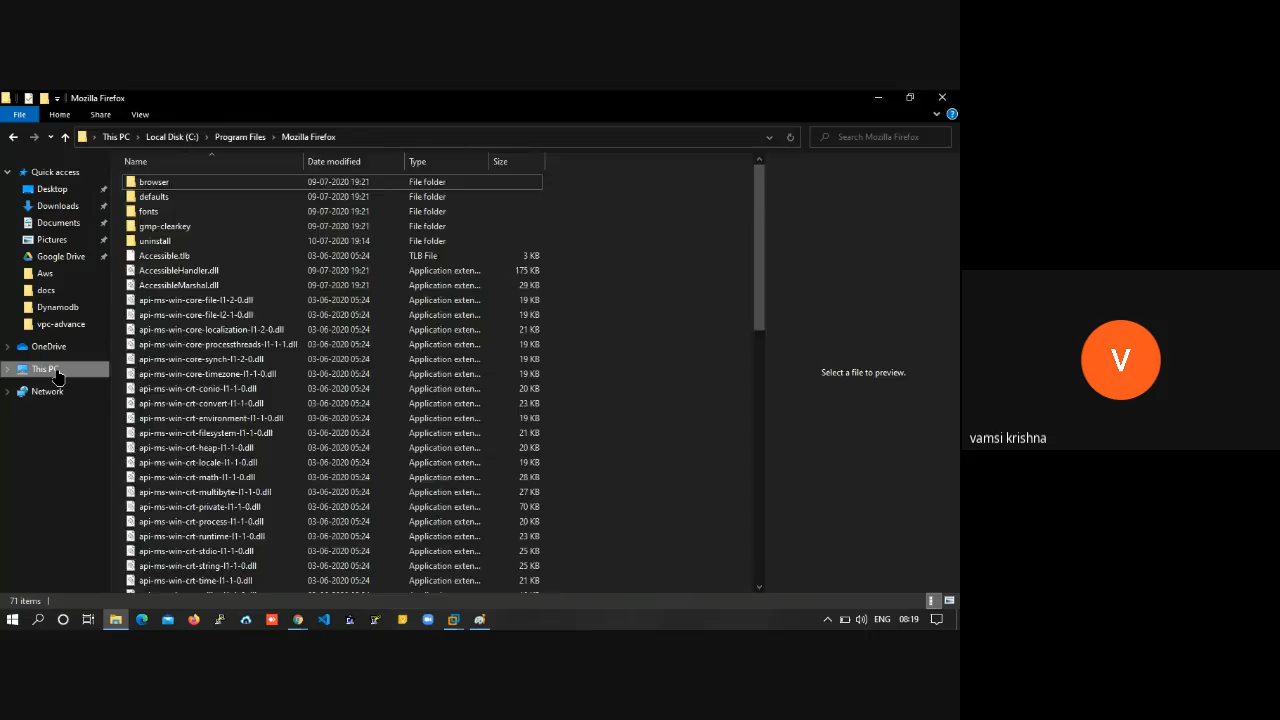 Mozilla Firefox
File Home Share View
This PC Local Disk (C:) Program Files Mozilla Firefox Search Mozilla Firefox
Name Date modified Type Size
Quick access
Desktop
Downloads
Documents
Pictures
Google Drive
Aws
docs
Dynamodb
vpc-advance
OneDrive
This PC
Network
browser 09-07-2020 19:21 File folder
defaults 09-07-2020 19:21 File folder
fonts 09-07-2020 19:21 File folder
gmp-clearkey 09-07-2020 19:21 File folder
uninstall 10-07-2020 19:14 File folder
Accessible.tlb 03-06-2020 05:24 TLB File 3 KB
AccessibleHandler.dll 09-07-2020 19:21 Application exten... 175 KB
AccessibleMarshal.dll 09-07-2020 19:21 Application exten... 29 KB
api-ms-win-core-file-l1-2-0.dll 03-06-2020 05:24 Application exten... 19 KB
api-ms-win-core-file-l2-1-0.dll 03-06-2020 05:24 Application exten... 19 KB
api-ms-win-core-localization-l1-2-0.dll 03-06-2020 05:24 Application exten... 21 KB
api-ms-win-core-processthreads-l1-1-1.dll 03-06-2020 05:24 Application exten... 19 KB
api-ms-win-core-synch-l1-2-0.dll 03-06-2020 05:24 Application exten... 19 KB
api-ms-win-core-timezone-l1-1-0.dll 03-06-2020 05:24 Application exten... 19 KB
api-ms-win-crt-conio-l1-1-0.dll 03-06-2020 05:24 Application exten... 20 KB
api-ms-win-crt-convert-l1-1-0.dll 03-06-2020 05:24 Application exten... 23 KB
api-ms-win-crt-environment-l1-1-0.dll 03-06-2020 05:24 Application exten... 19 KB
api-ms-win-crt-filesystem-l1-1-0.dll 03-06-2020 05:24 Application exten... 21 KB
api-ms-win-crt-heap-l1-1-0.dll 03-06-2020 05:24 Application exten... 20 KB
api-ms-win-crt-locale-l1-1-0.dll 03-06-2020 05:24 Application exten... 19 KB
api-ms-win-crt-math-l1-1-0.dll 03-06-2020 05:24 Application exten... 28 KB
api-ms-win-crt-multibyte-l1-1-0.dll 03-06-2020 05:24 Application exten... 27 KB
api-ms-win-crt-private-l1-1-0.dll 03-06-2020 05:24 Application exten... 70 KB
api-ms-win-crt-process-l1-1-0.dll 03-06-2020 05:24 Application exten... 20 KB
api-ms-win-crt-runtime-l1-1-0.dll 03-06-2020 05:24 Application exten... 23 KB
api-ms-win-crt-stdio-l1-1-0.dll 03-06-2020 05:24 Application exten... 25 KB
api-ms-win-crt-string-l1-1-0.dll 03-06-2020 05:24 Application exten... 25 KB
api-ms-win-crt-time-l1-1-0.dll 03-06-2020 05:24 Application exten... 21 KB
Select a file to preview.
71 items
ENG 08:19
V
vamsi krishna